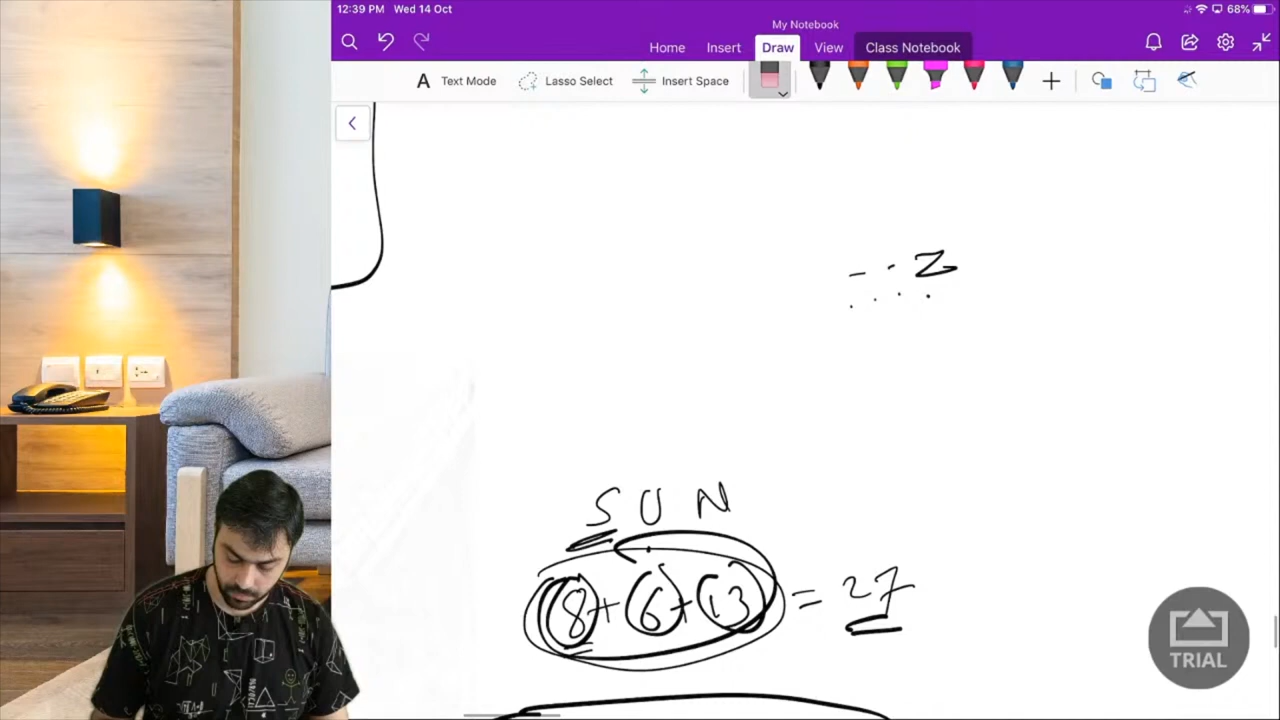 12:39 PM Wed 14 Oct
68%
My Notebook
Home Insert Draw View Class Notebook
A Text Mode Lasso Select Insert Space
Z
S U N
8+6+13 = 27
TRIAL